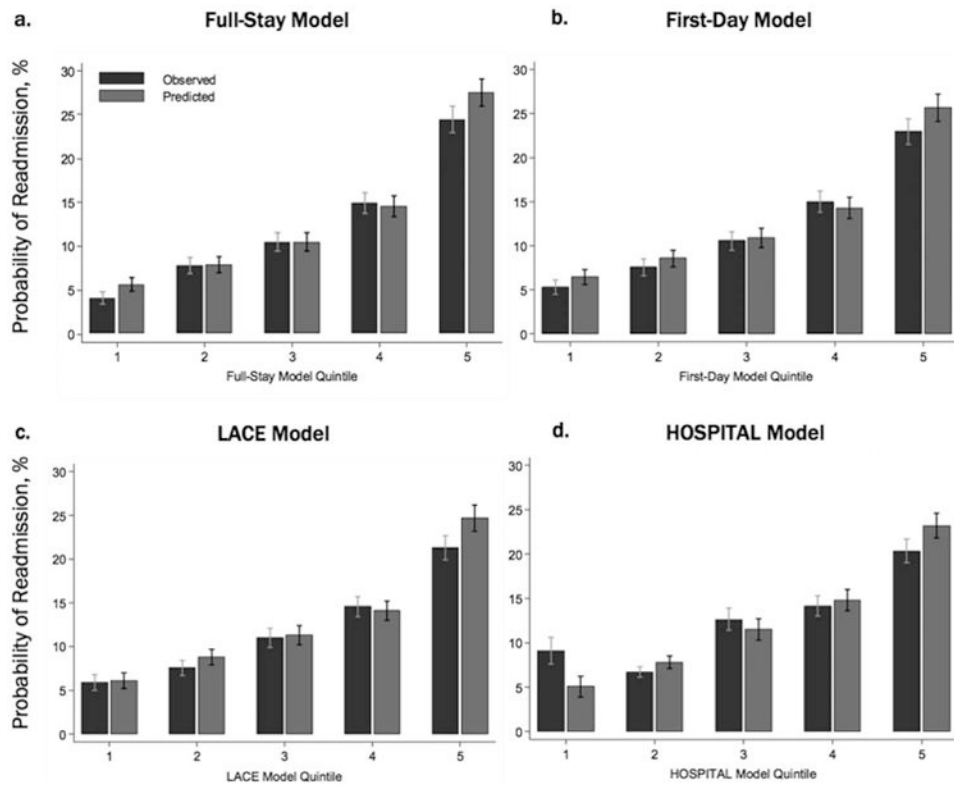 a. Full-Stay Model
Probability of Readmission, %
30
25
20
15
10
5
0
Observed
Predicted
1 2 3 4 5
Full-Stay Model Quintile
b. First-Day Model
30
25
20
15
10
5
0
1 2 3 4 5
First-Day Model Quintile
c. LACE Model
Probability of Readmission, %
30
25
20
15
10
5
0
1 2 3 4 5
LACE Model Quintile
d. HOSPITAL Model
30
25
20
15
10
5
0
1 2 3 4 5
HOSPITAL Model Quintile